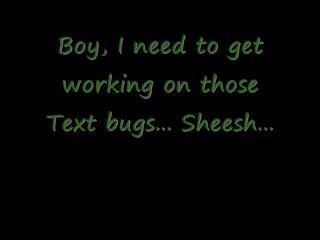 Boy, I need to get
working on those
Text bugs... Sheesh...